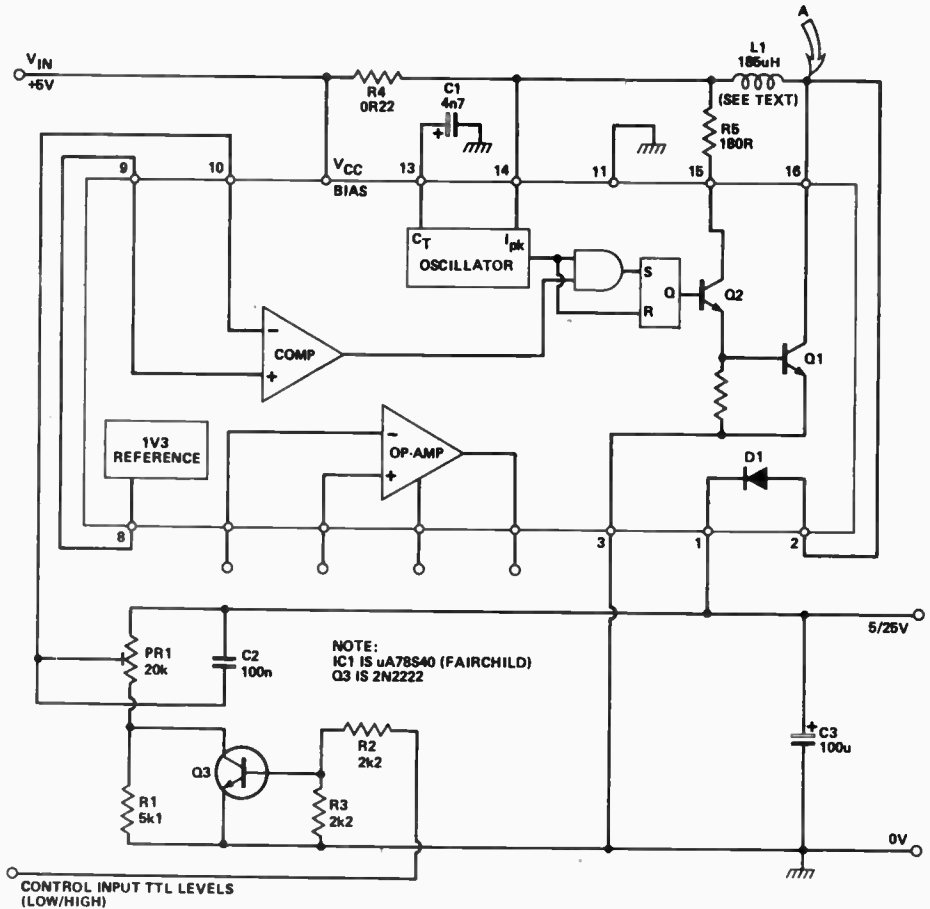 A
VIN
+5V
R4
0R22
C1
4n7
+
L1
185uH
(SEE TEXT)
R5
180R
9
10
VCC
BIAS
13
14
11
15
16
CT
Ipk
OSCILLATOR
S
Q
R
Q2
Q1
−
COMP
+
1V3
REFERENCE
−
OP-AMP
+
D1
8
3
1
2
5/25V
PR1
20k
C2
100n
NOTE:
IC1 IS uA78S40 (FAIRCHILD)
Q3 IS 2N2222
R2
2k2
+
C3
100u
Q3
R1
5k1
R3
2k2
0V
CONTROL INPUT TTL LEVELS
(LOW/HIGH)